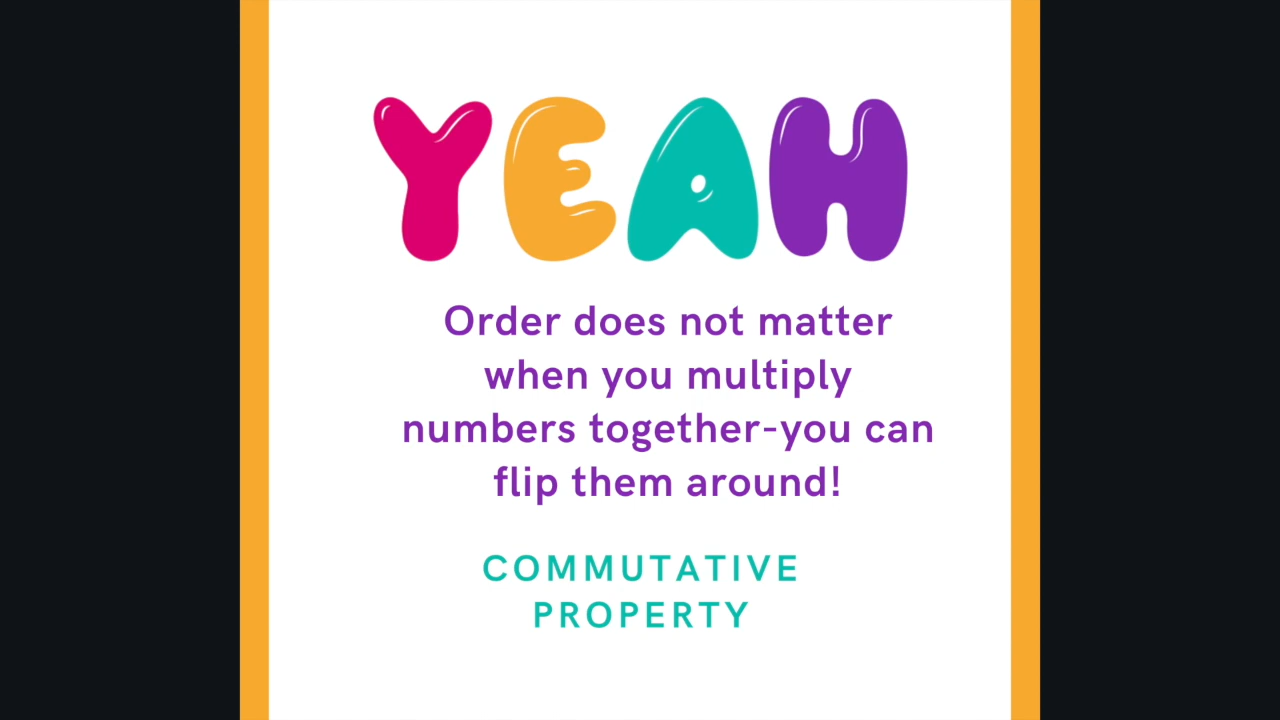 YEAH
Order does not matter
when you multiply
numbers together-you can
flip them around!
COMMUTATIVE
PROPERTY